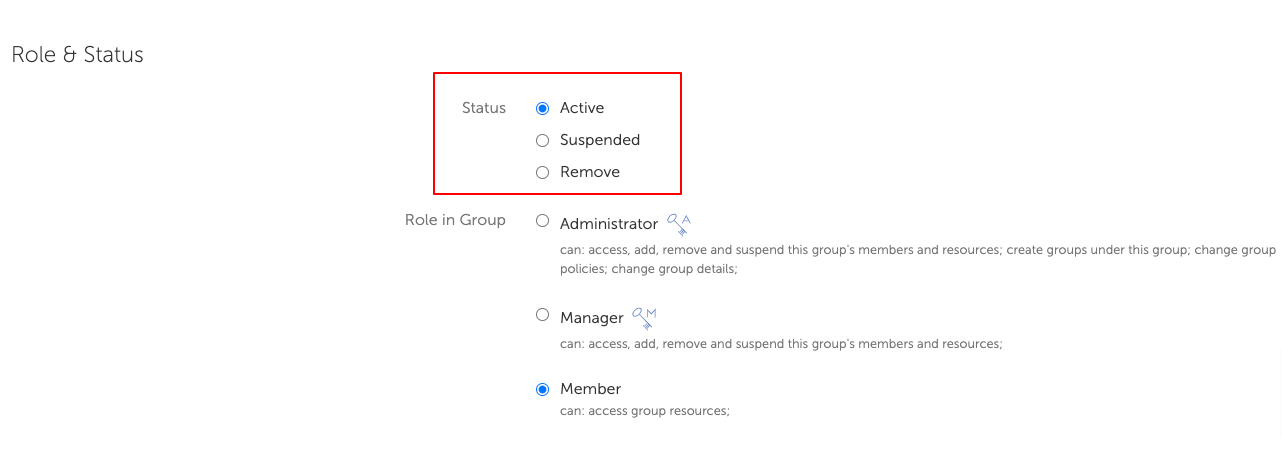 Role & Status
Status
Active
Suspended
Remove
Role in Group
Administrator A
can: access, add, remove and suspend this group's members and resources; create groups under this group; change group
policies; change group details;
Manager M
can: access, add, remove and suspend this group's members and resources;
Member
can: access group resources;